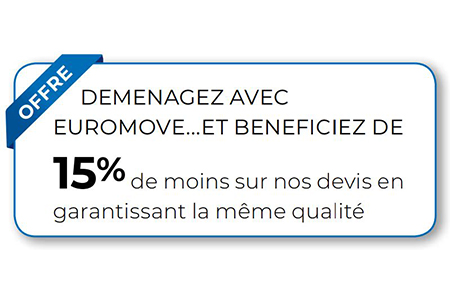 OFFRE
DEMENAGEZ AVEC
EUROMOVE...ET BENEFICIEZ DE
15% de moins sur nos devis en
garantissant la même qualité